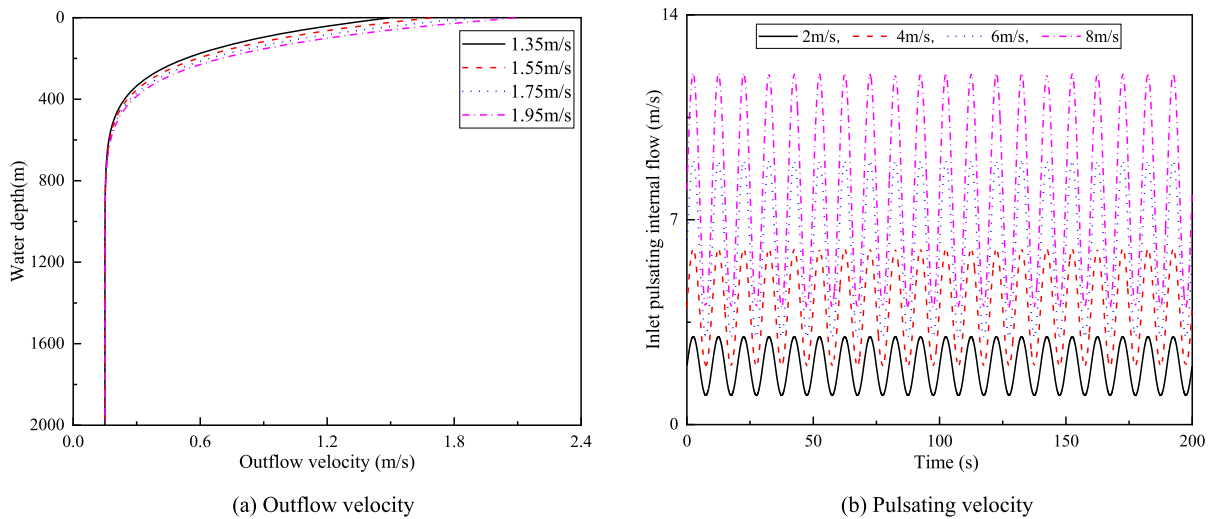 0
400
800
1200
1600
2000
0.0
0.6
1.2
1.8
2.4
Water depth(m)
Outflow velocity (m/s)
1.35m/s
1.55m/s
1.75m/s
1.95m/s
(a) Outflow velocity
14
7
0
0
50
100
150
200
Inlet pulsating internal flow (m/s)
Time (s)
2m/s, 4m/s, 6m/s, 8m/s
(b) Pulsating velocity